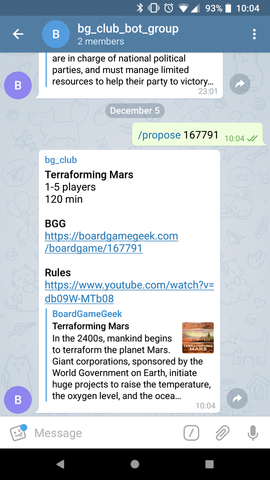 93% 10:04
B
bg_club_bot_group
2 members
are in charge of national political
parties, and must manage limited
resources to help their party to victory…
23:01
B
December 5
/propose 167791
10:04
bg_club
Terraforming Mars
1-5 players
120 min
BGG
https://boardgamegeek.com
/boardgame/167791
Rules
https://www.youtube.com/watch?v=
db09W-MTb08
BoardGameGeek
Terraforming Mars
In the 2400s, mankind begins
to terraform the planet Mars.
Giant corporations, sponsored by the
World Government on Earth, initiate
huge projects to raise the temperature,
the oxygen level, and the ocea…
TERRAFORMING
MARS
10:04
B
Message